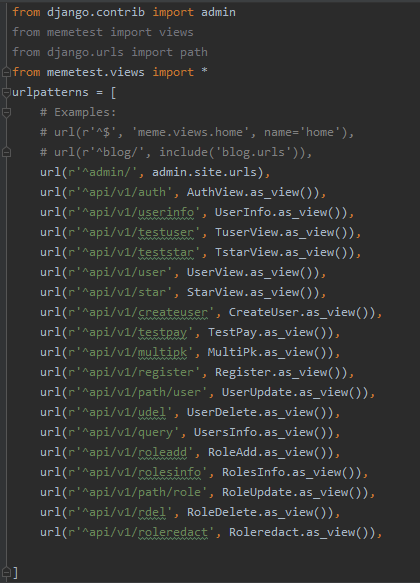 from django.contrib import admin
from memetest import views
from django.urls import path
from memetest.views import *
urlpatterns = [
# Examples:
# url(r'^$', 'meme.views.home', name='home'),
# url(r'^blog/', include('blog.urls')),
url(r'^admin/', admin.site.urls),
url(r'^api/v1/auth', AuthView.as_view()),
url(r'^api/v1/userinfo', UserInfo.as_view()),
url(r'^api/v1/testuser', TuserView.as_view()),
url(r'^api/v1/teststar', TstarView.as_view()),
url(r'^api/v1/user', UserView.as_view()),
url(r'^api/v1/star', StarView.as_view()),
url(r'^api/v1/createuser', CreateUser.as_view()),
url(r'^api/v1/testpay', TestPay.as_view()),
url(r'^api/v1/multipk', MultiPk.as_view()),
url(r'^api/v1/register', Register.as_view()),
url(r'^api/v1/path/user', UserUpdate.as_view()),
url(r'^api/v1/udel', UserDelete.as_view()),
url(r'^api/v1/query', UsersInfo.as_view()),
url(r'^api/v1/roleadd', RoleAdd.as_view()),
url(r'^api/v1/rolesinfo', RolesInfo.as_view()),
url(r'^api/v1/path/role', RoleUpdate.as_view()),
url(r'^api/v1/rdel', RoleDelete.as_view()),
url(r'^api/v1/roleredact', Roleredact.as_view()),
]